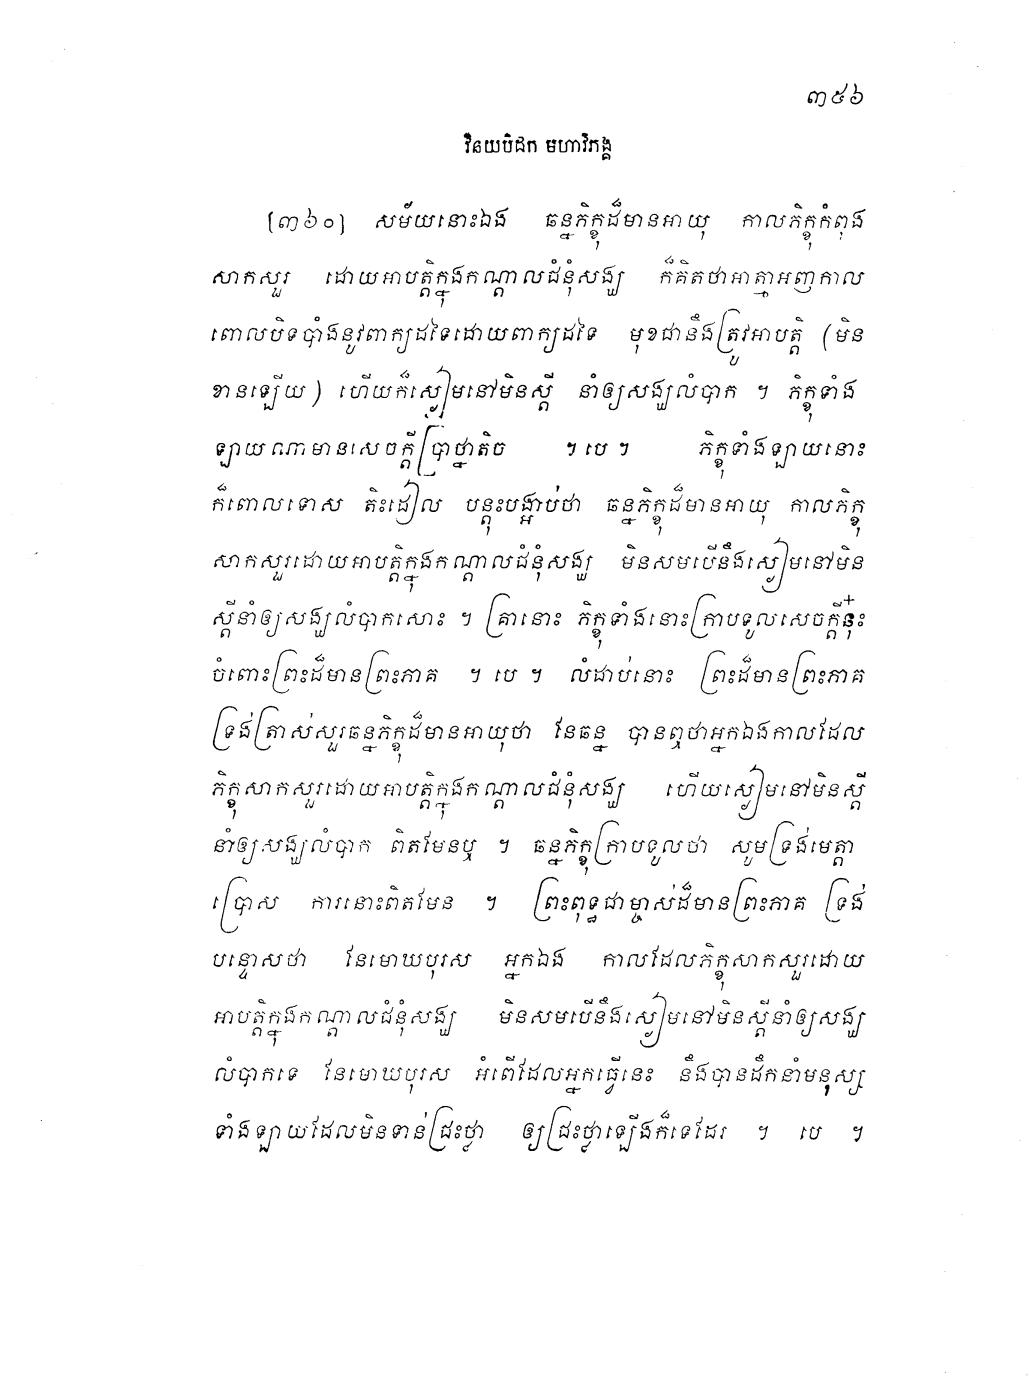 ៣៥៦
វិនយបិដក មហាវិភង្គ
[៣៦០] សម័យនោះឯង ឆន្នភិក្ខុដ៏មានអាយុ កាលភិក្ខុកំពុង
សាកសួរ ដោយអាបត្តិក្នុងកណ្តាលជំនុំសង្ឃ ក៏គិតថាអាត្មាអញកាល
ពោលបិទបាំងនូវពាក្យដទៃដោយពាក្យដទៃ មុខជានឹងត្រូវអាបត្តិ (មិន
ខានឡើយ) ហើយក៏ស្ងៀមនៅមិនស្តី នាំឲ្យសង្ឃលំបាក ។ ភិក្ខុទាំង
ឡាយណាមានសេចក្តីប្រាថ្នាតិច ។ បេ ។ ភិក្ខុទាំងឡាយនោះ
ក៏ពោលទោស តិះដៀល បន្តុះបង្អាប់ថា ឆន្នភិក្ខុដ៏មានអាយុ កាលភិក្ខុ
សាកសួរដោយអាបត្តិក្នុងកណ្តាលជំនុំសង្ឃ មិនសមបើនឹងស្ងៀមនៅមិន
ស្តីនាំឲ្យសង្ឃលំបាកសោះ ។ គ្រានោះ ភិក្ខុទាំងនោះក្រាបទូលសេចក្តីនុ៎ះ
ចំពោះព្រះដ៏មានព្រះភាគ ។ បេ ។ លំដាប់នោះ ព្រះដ៏មានព្រះភាគ
ទ្រង់ត្រាស់សួរឆន្នភិក្ខុដ៏មានអាយុថា នែឆន្ន បានឮថាអ្នកឯងកាលដែល
ភិក្ខុសាកសួរដោយអាបត្តិក្នុងកណ្តាលជំនុំសង្ឃ ហើយស្ងៀមនៅមិនស្តី
នាំឲ្យសង្ឃលំបាក ពិតមែនឬ ។ ឆន្នភិក្ខុក្រាបទូលថា សូមទ្រង់មេត្តា
ប្រោស ការនោះពិតមែន ។ ព្រះពុទ្ធជាម្ចាស់ដ៏មានព្រះភាគ ទ្រង់
បន្ទោសថា នែមោឃបុរស អ្នកឯង កាលដែលភិក្ខុសាកសួរដោយ
អាបត្តិក្នុងកណ្តាលជំនុំសង្ឃ មិនសមបើនឹងស្ងៀមនៅមិនស្តីនាំឲ្យសង្ឃ
លំបាកទេ នែមោឃបុរស អំពើដែលអ្នកធ្វើនេះ នឹងបានដឹកនាំមនុស្ស
ទាំងឡាយដែលមិនទាន់ជ្រះថ្លា ឲ្យជ្រះថ្លាឡើងក៏ទេដែរ ។ បេ ។